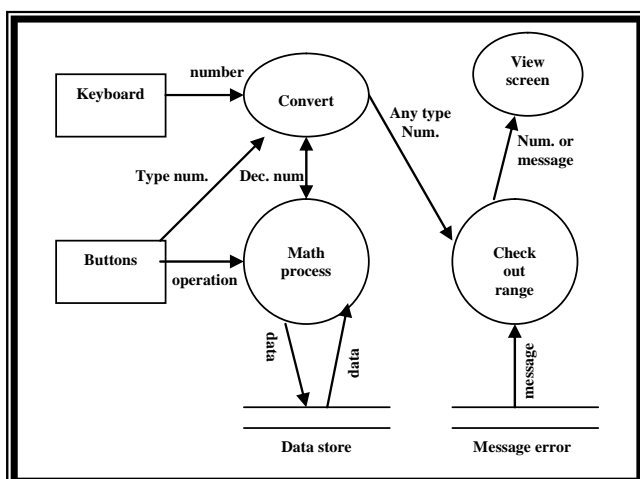 number
View
screen
Keyboard
Convert
Any type
Num.
Num. or
message
Type num.
Dec. num
Buttons
operation
Math
process
Check
out
range
data
data
message
Data store
Message error